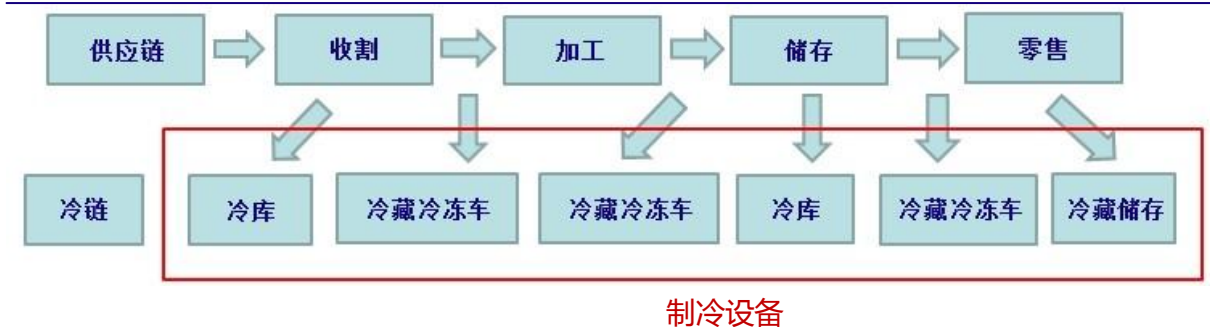 供应链 收割 加工 储存 零售
冷链 冷库 冷藏冷冻车 冷藏冷冻车 冷库 冷藏冷冻车 冷藏储存
制冷设备